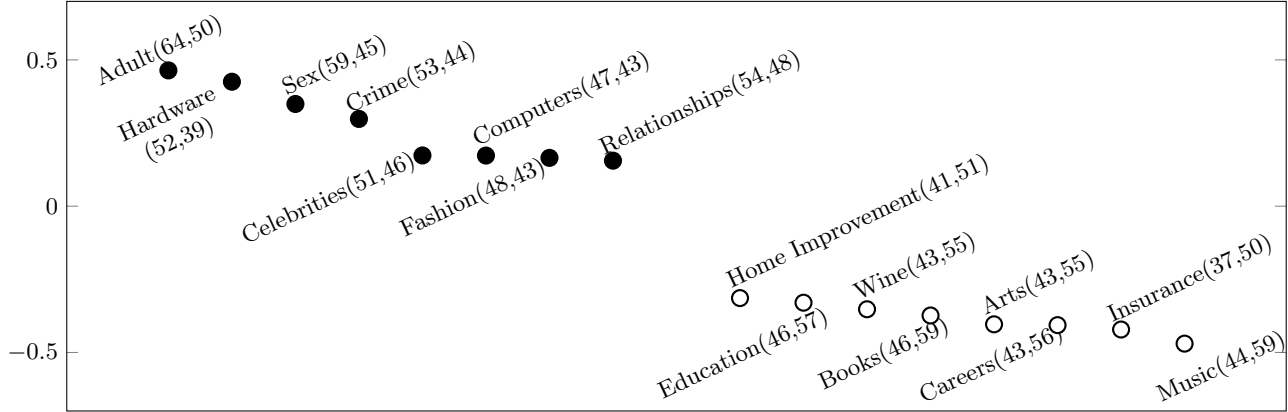 0.5
0
−0.5
Adult(64,50)
Hardware
(52,39)
Sex(59,45)
Crime(53,44)
Celebrities(51,46)
Computers(47,43)
Fashion(48,43)
Relationships(54,48)
Home Improvement(41,51)
Education(46,57)
Wine(43,55)
Books(46,59)
Arts(43,55)
Careers(43,56)
Insurance(37,50)
Music(44,59)